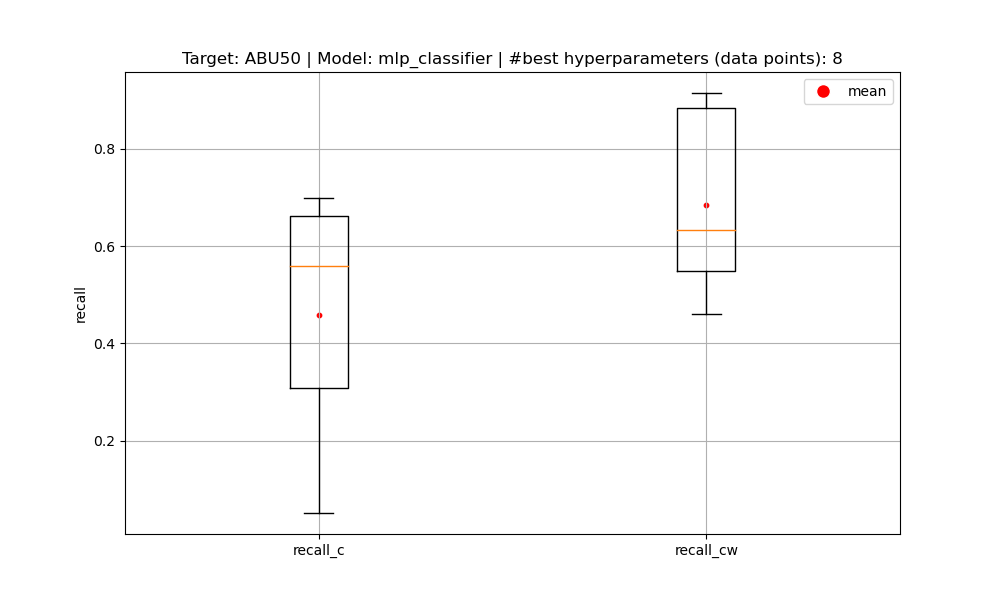 Target: ABU50 | Model: mlp_classifier | #best hyperparameters (data points): 8
mean
0.8
0.6
0.4
0.2
recall
recall_c
recall_cw